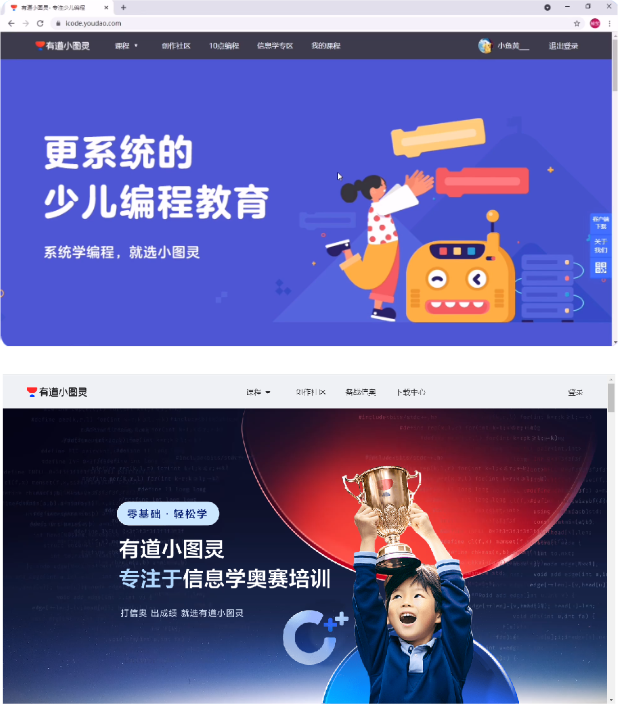 有道小图灵 - 专注少儿编程
icode.youdao.com
有道小图灵 课程 创作社区 10点编程 信息学专区 我的课程 小鱼黄___ 退出登录
更系统的
少儿编程教育
系统学编程，就选小图灵
客户端
下载
关于
我们
有道小图灵 课程 创作社区 下载中心 登录
零基础 · 轻松学
有道小图灵
专注于信息学奥赛培训
打信奥 出成绩 就选有道小图灵